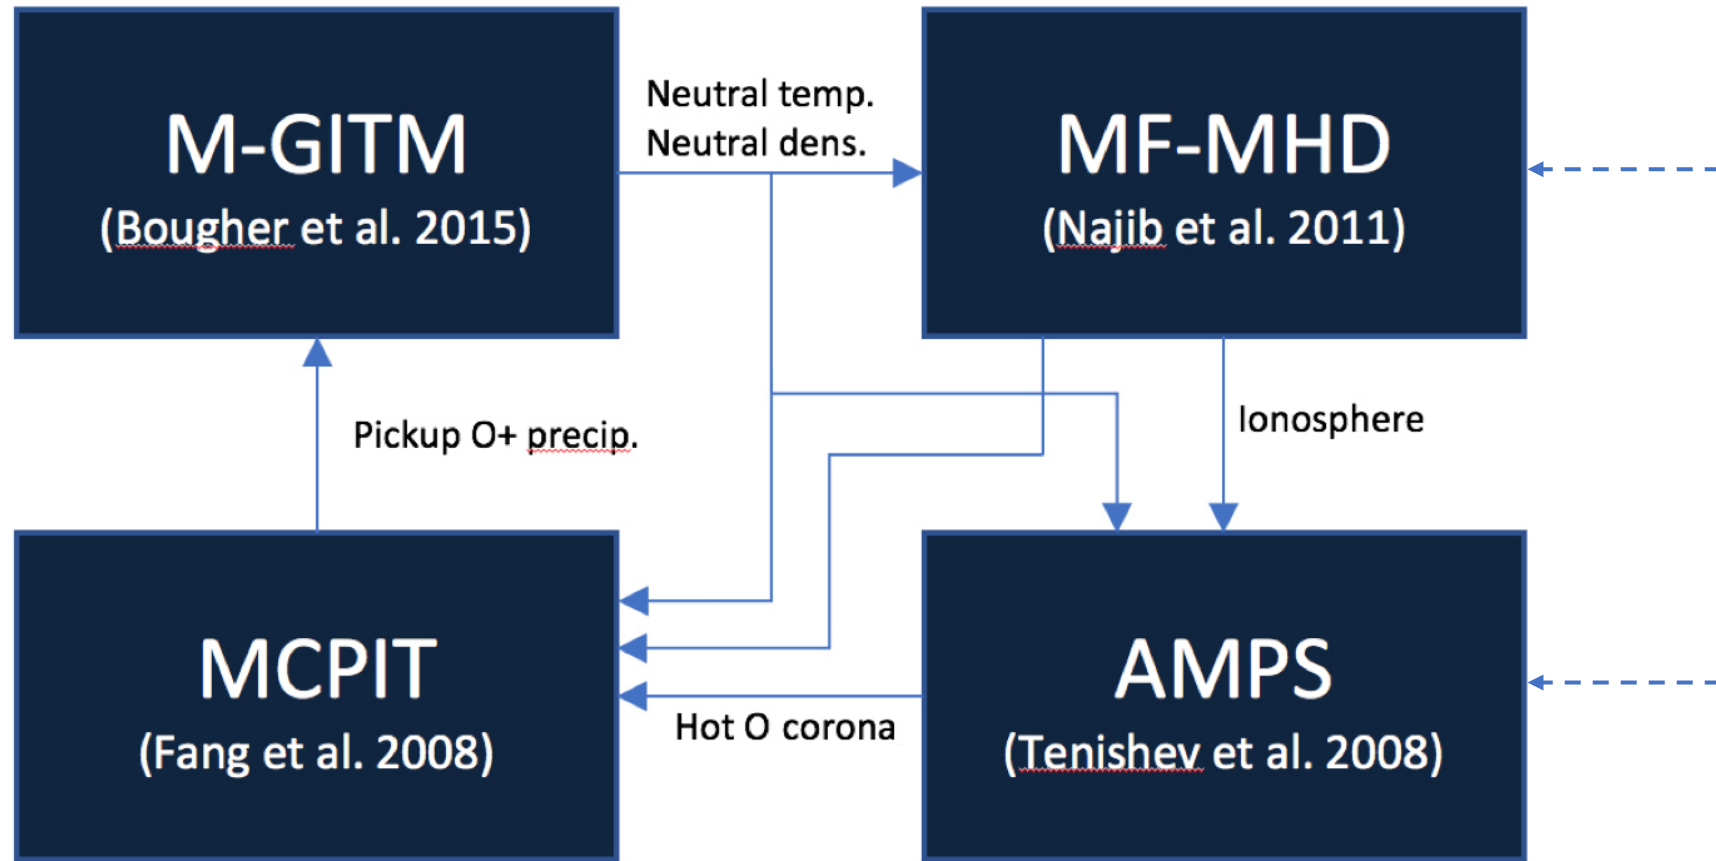 M-GITM
(Bougher et al. 2015)
Neutral temp.
Neutral dens.
MF-MHD
(Najib et al. 2011)
Pickup O+ precip.
Ionosphere
MCPIT
(Fang et al. 2008)
Hot O corona
AMPS
(Tenishev et al. 2008)